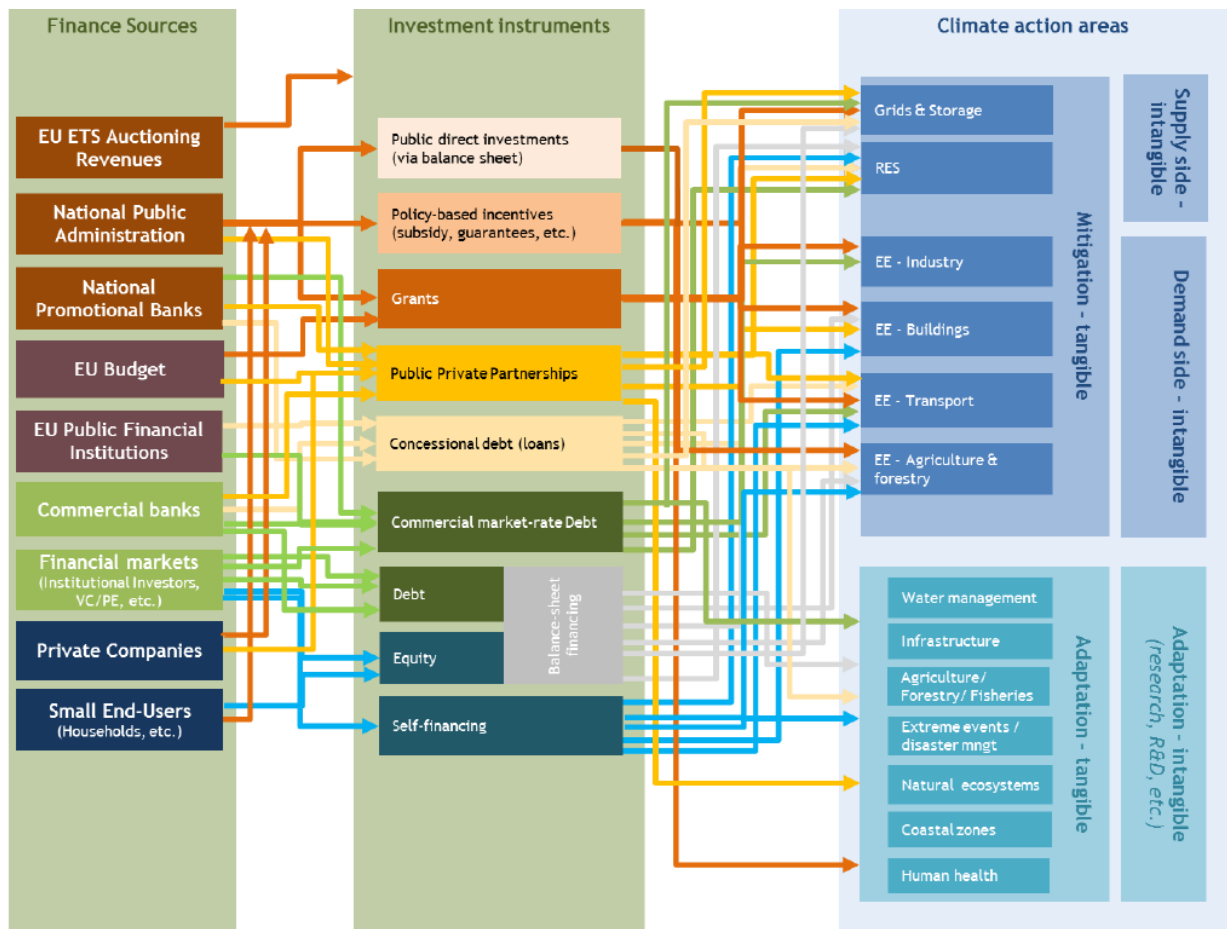 Finance Sources
EU ETS Auctioning
Revenues
National Public
Administration
National
Promotional Banks
EU Budget
EU Public Financial
Institutions
Commercial banks
Financial markets
(Institutional Investors,
VC/PE, etc.)
Private Companies
Small End-Users
(Households, etc.)
Investment instruments
Public direct investments
(via balance sheet)
Policy-based incentives
(subsidy, guarantees, etc.)
Grants
Public Private Partnerships
Concessional debt (loans)
Commercial market-rate Debt
Debt
Equity
Balance-sheet
financing
Self-financing
Climate action areas
Grids & Storage
RES
EE - Industry
EE - Buildings
EE - Transport
EE - Agriculture &
forestry
Mitigation - tangible
Supply side -
intangible
Demand side - intangible
Water management
Infrastructure
Agriculture/
Forestry/ Fisheries
Extreme events /
disaster mngt
Natural ecosystems
Coastal zones
Human health
Adaptation - tangible
Adaptation - intangible
(research, R&D, etc.)